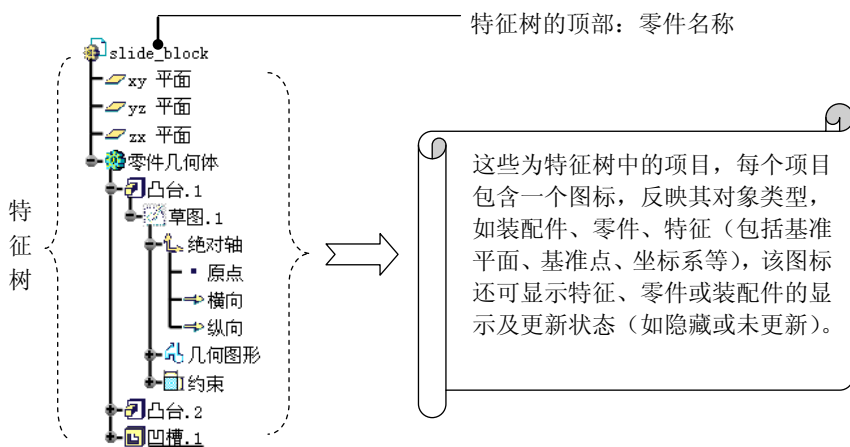 特征树的顶部：零件名称
slide_block
xy 平面
yz 平面
zx 平面
零件几何体
凸台.1
草图.1
绝对轴
原点
横向
纵向
几何图形
约束
凸台.2
凹槽.1
特征树
这些为特征树中的项目，每个项目
包含一个图标，反映其对象类型，
如装配件、零件、特征（包括基准
平面、基准点、坐标系等），该图标
还可显示特征、零件或装配件的显
示及更新状态（如隐藏或未更新）。